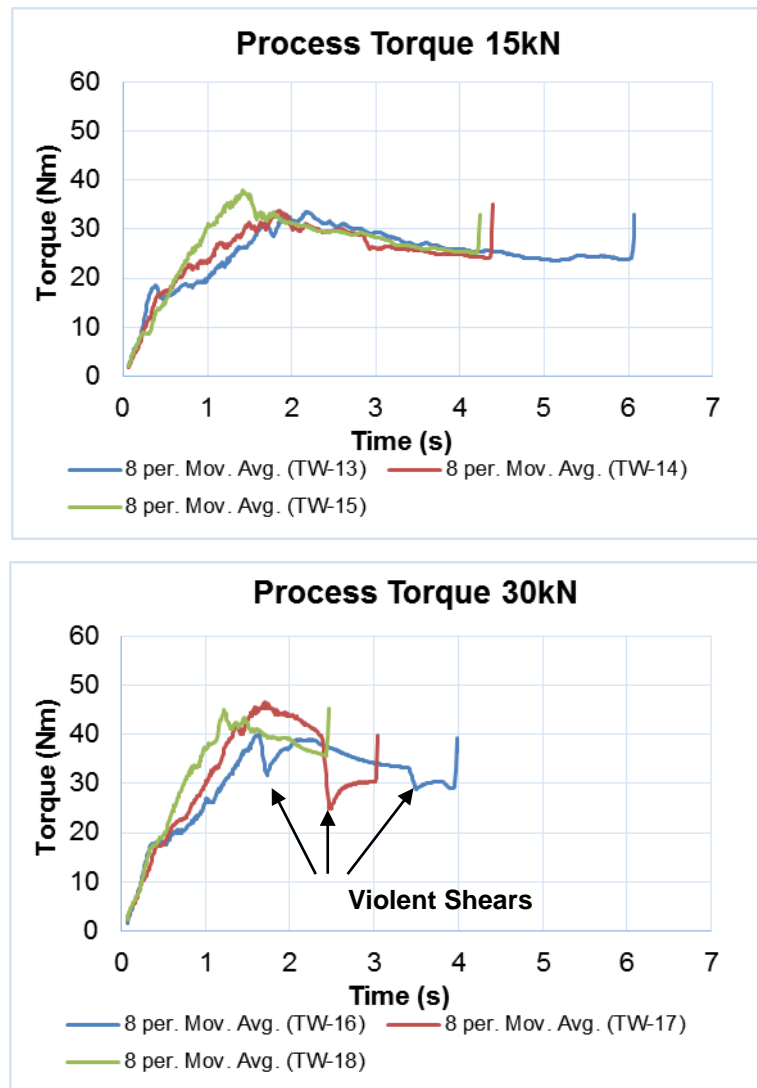 Process Torque 15kN
60
50
40
30
20
10
0
Torque (Nm)
0 1 2 3 4 5 6 7
Time (s)
8 per. Mov. Avg. (TW-13) 8 per. Mov. Avg. (TW-14)
8 per. Mov. Avg. (TW-15)
Process Torque 30kN
60
50
40
30
20
10
0
Torque (Nm)
Violent Shears
0 1 2 3 4 5 6 7
Time (s)
8 per. Mov. Avg. (TW-16) 8 per. Mov. Avg. (TW-17)
8 per. Mov. Avg. (TW-18)